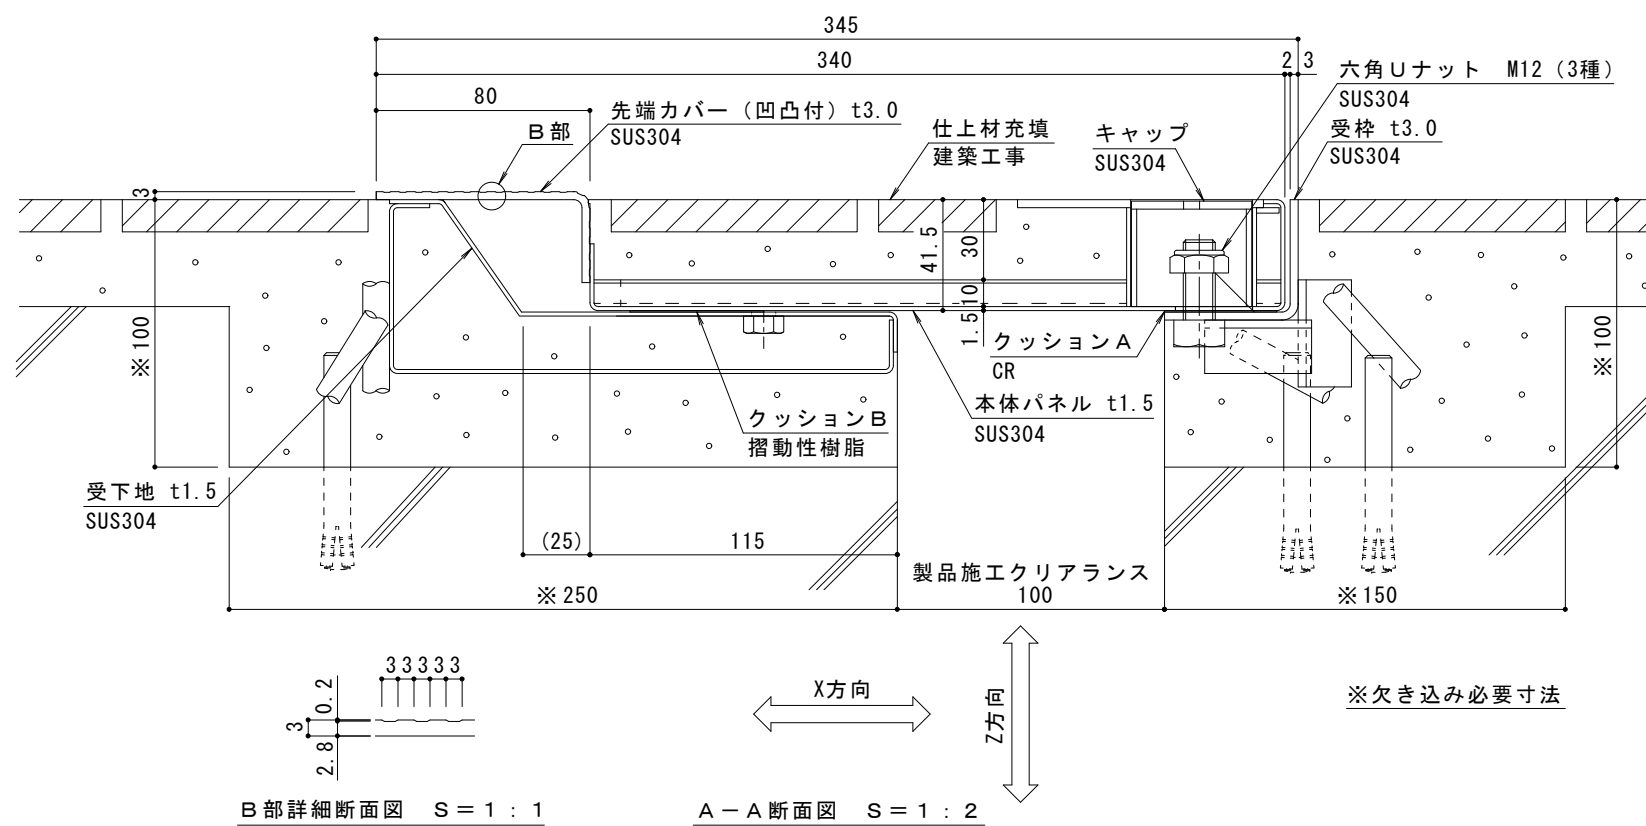 345
340
2
3
六角Uナット M12（3種）
SUS304
80
先端カバー（凹凸付）t3.0
SUS304
B部
仕上材充填
建築工事
キャップ
SUS304
受枠 t3.0
SUS304
3
41.5
30
10
1.5
※100
※100
クッションA
CR
本体パネル t1.5
SUS304
クッションB
摺動性樹脂
受下地 t1.5
SUS304
(25)
115
製品施工クリアランス
※250
100
※150
33333
0.2
3
2.8
X方向
Z方向
※欠き込み必要寸法
B部詳細断面図 S＝1：1
A－A断面図 S＝1：2